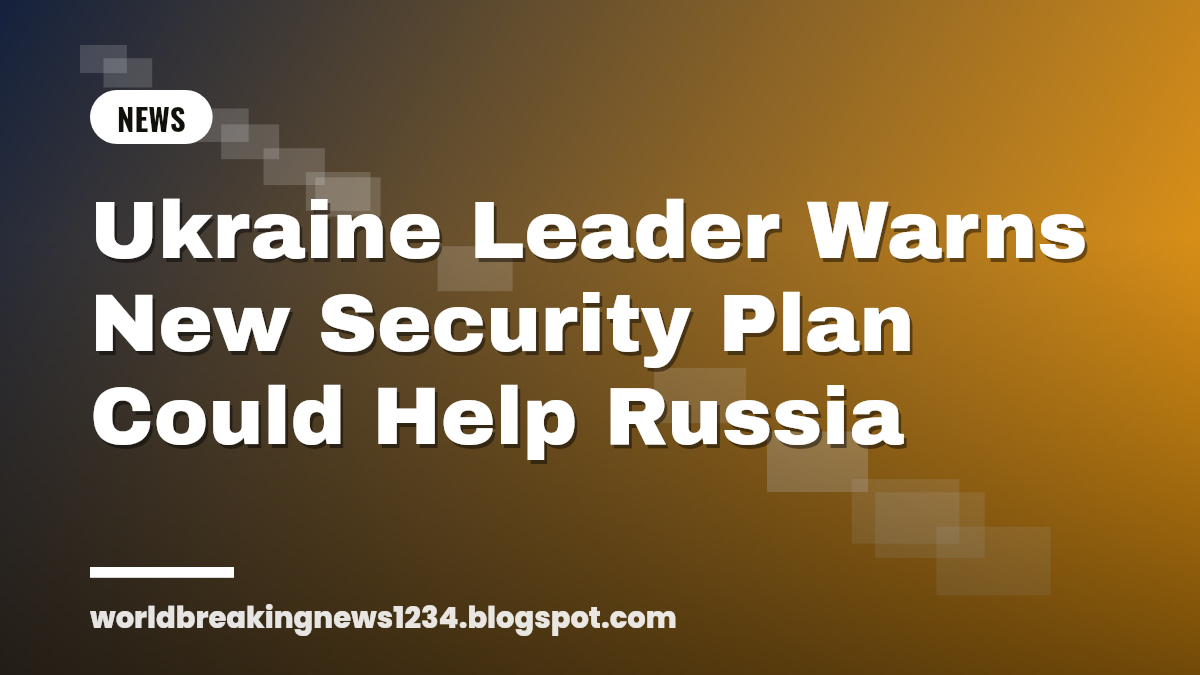 NEWS
Ukraine Leader Warns
New Security Plan
Could Help Russia
worldbreakingnews1234.blogspot.com